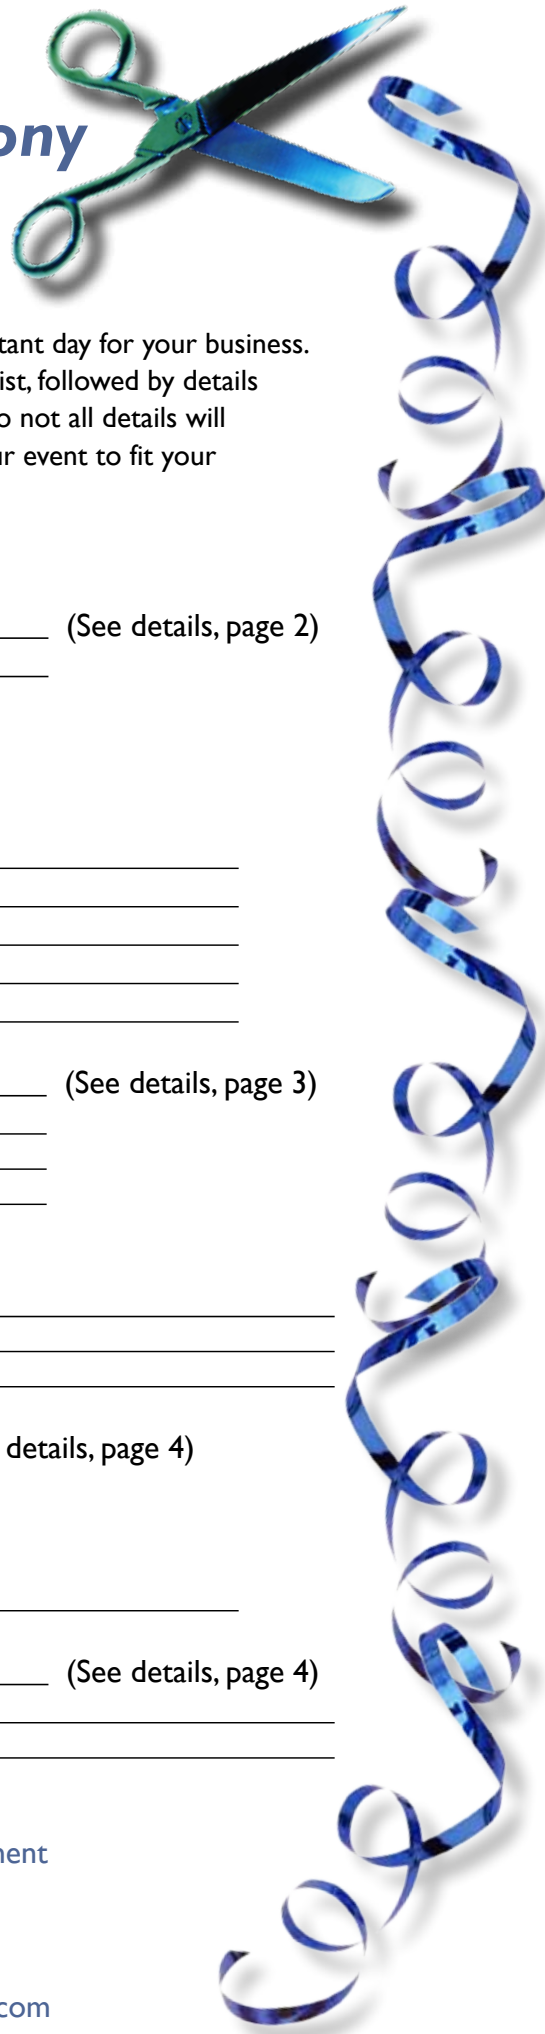 ony
tant day for your business.
ist, followed by details
o not all details will
ur event to fit your
(See details, page 2)
(See details, page 3)
details, page 4)
(See details, page 4)
nent
.com